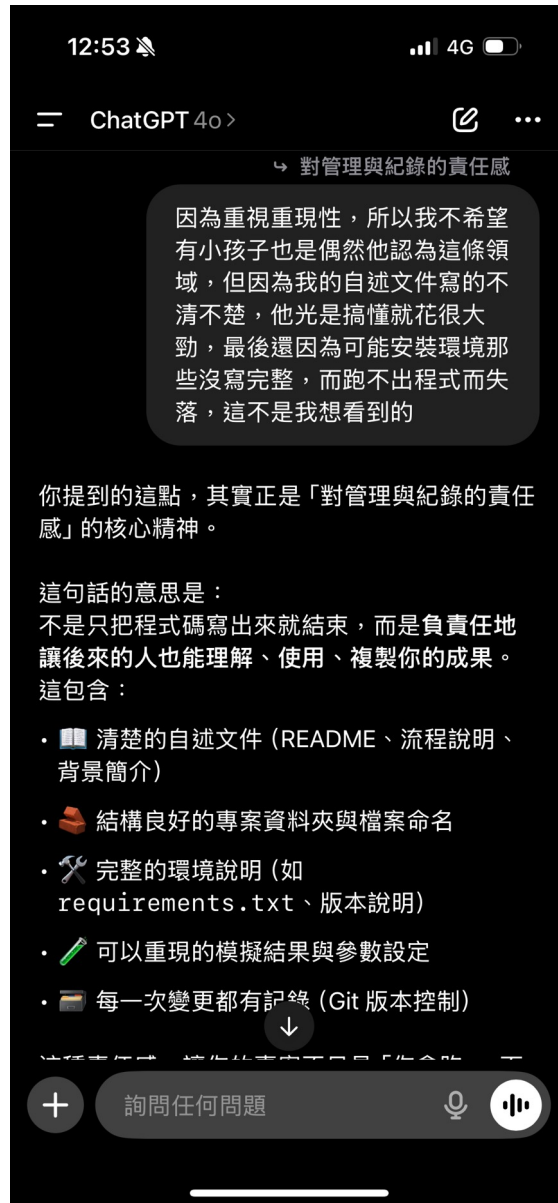 12:53
4G
ChatGPT 4o >
↳ 對管理與紀錄的責任感
因為重視重現性，所以我不希望
有小孩子也是偶然他認為這條領
域，但因為我的自述文件寫的不
清不楚，他光是搞懂就花很大
勁，最後還因為可能安裝環境那
些沒寫完整，而跑不出程式而失
落，這不是我想看到的
你提到的這點，其實正是「對管理與紀錄的責任
感」的核心精神。
這句話的意思是：
不是只把程式碼寫出來就結束，而是負責任地
讓後來的人也能理解、使用、複製你的成果。
這包含：
• 📖 清楚的自述文件（README、流程說明、
背景簡介）
• 🧱 結構良好的專案資料夾與檔案命名
• 🛠 完整的環境說明（如
requirements.txt、版本說明）
• 🧪 可以重現的模擬結果與參數設定
• 🗃 每一次變更都有記錄（Git 版本控制）
詢問任何問題